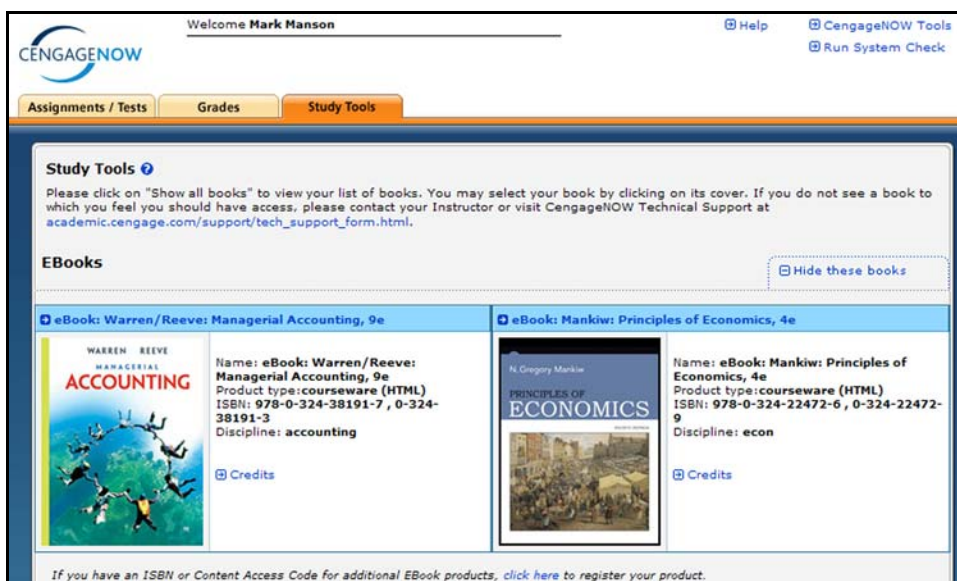 Welcome Mark Manson
Help
CengageNOW Tools
Run System Check
CENGAGENOW
Assignments / Tests
Grades
Study Tools
Study Tools
Please click on "Show all books" to view your list of books. You may select your book by clicking on its cover. If you do not see a book to
which you feel you should have access, please contact your Instructor or visit CengageNOW Technical Support at
academic.cengage.com/support/tech_support_form.html.
EBooks
Hide these books
eBook: Warren/Reeve: Managerial Accounting, 9e
WARREN REEVE
MANAGERIAL
ACCOUNTING
Name: eBook: Warren/Reeve:
Managerial Accounting, 9e
Product type:courseware (HTML)
ISBN: 978-0-324-38191-7 , 0-324-
38191-3
Discipline: accounting
Credits
eBook: Mankiw: Principles of Economics, 4e
N. Gregory Mankiw
PRINCIPLES OF
ECONOMICS
Name: eBook: Mankiw: Principles of
Economics, 4e
Product type:courseware (HTML)
ISBN: 978-0-324-22472-6 , 0-324-22472-
9
Discipline: econ
Credits
If you have an ISBN or Content Access Code for additional EBook products, click here to register your product.